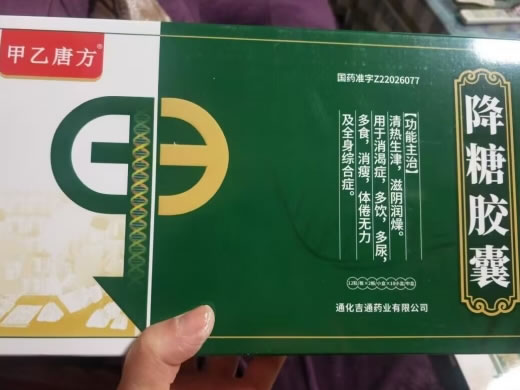 甲乙唐方®
国药准字Z22026077
降糖胶囊
【功能主治】
清热生津，滋阴润燥。
用于消渴症，多饮，多尿，
多食，消瘦，体倦无力
及全身综合症。
通化吉通药业有限公司